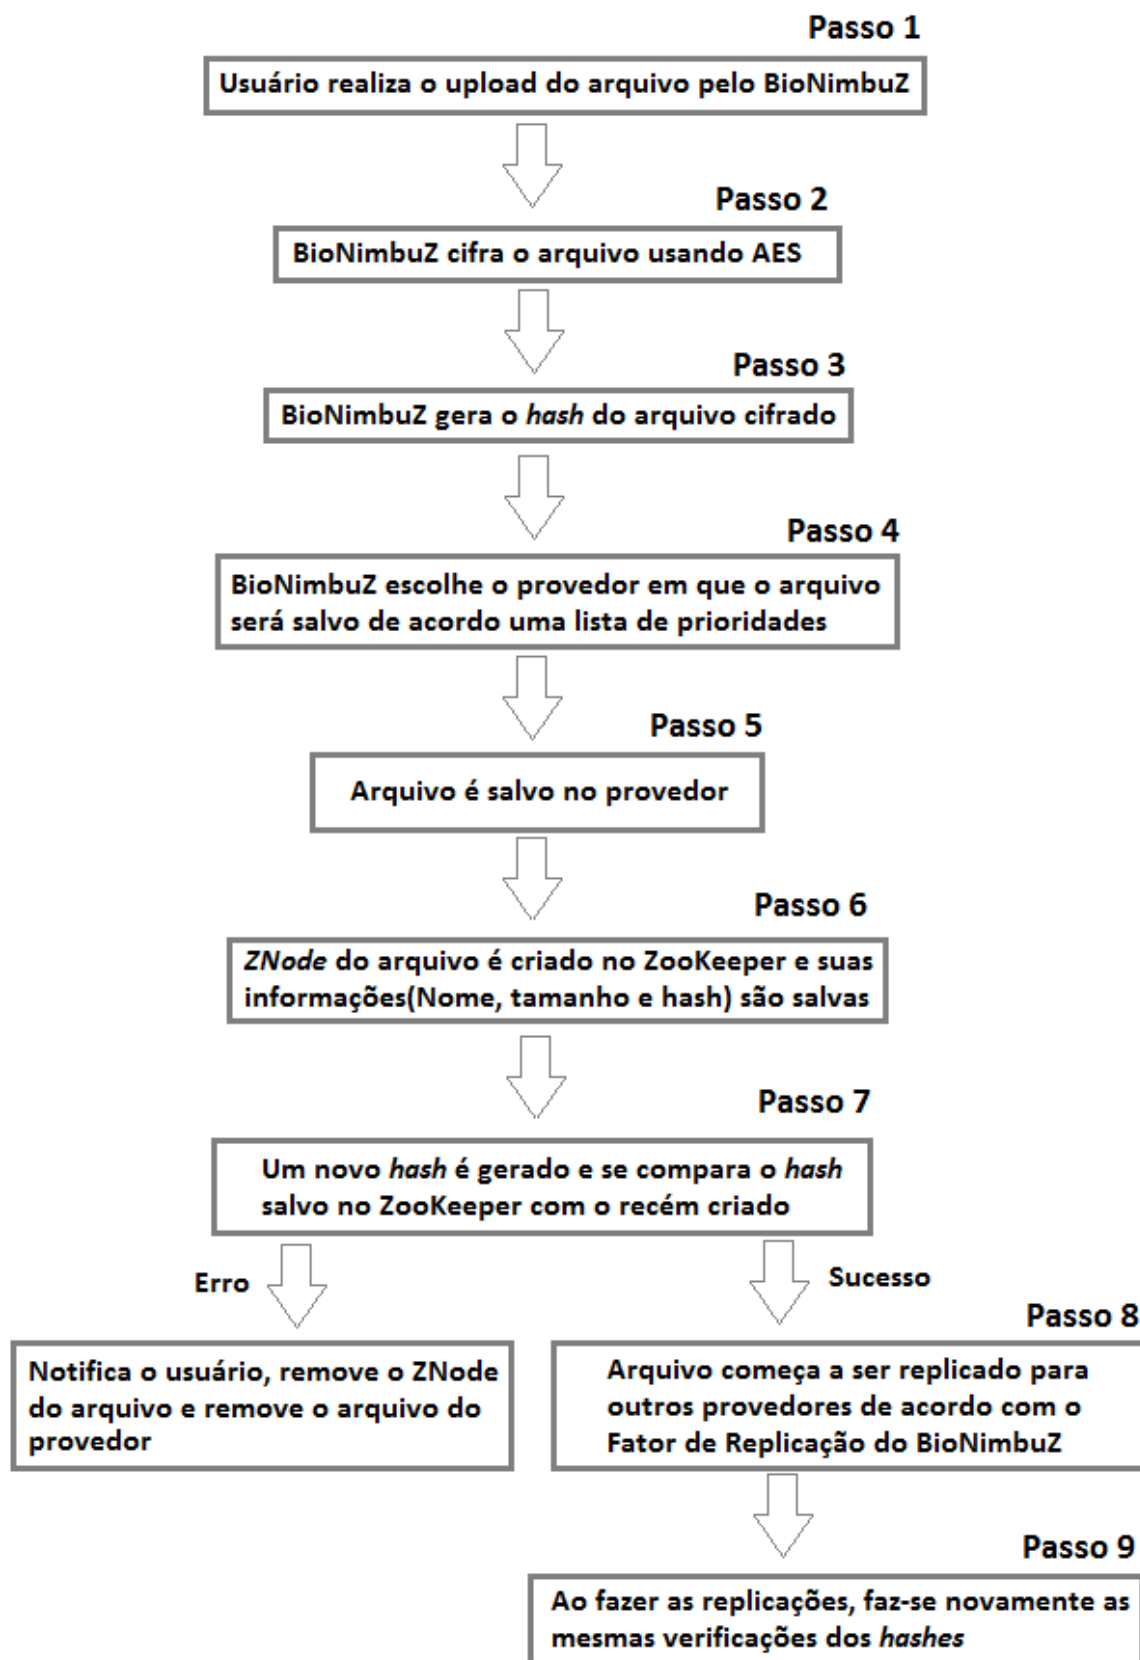 Passo 1
Usuário realiza o upload do arquivo pelo BioNimbuZ
Passo 2
BioNimbuZ cifra o arquivo usando AES
Passo 3
BioNimbuZ gera o hash do arquivo cifrado
Passo 4
BioNimbuZ escolhe o provedor em que o arquivo
será salvo de acordo uma lista de prioridades
Passo 5
Arquivo é salvo no provedor
Passo 6
ZNode do arquivo é criado no ZooKeeper e suas
informações(Nome, tamanho e hash) são salvas
Passo 7
Um novo hash é gerado e se compara o hash
salvo no ZooKeeper com o recém criado
Erro
Sucesso
Notifica o usuário, remove o ZNode
do arquivo e remove o arquivo do
provedor
Passo 8
Arquivo começa a ser replicado para
outros provedores de acordo com o
Fator de Replicação do BioNimbuZ
Passo 9
Ao fazer as replicações, faz-se novamente as
mesmas verificações dos hashes